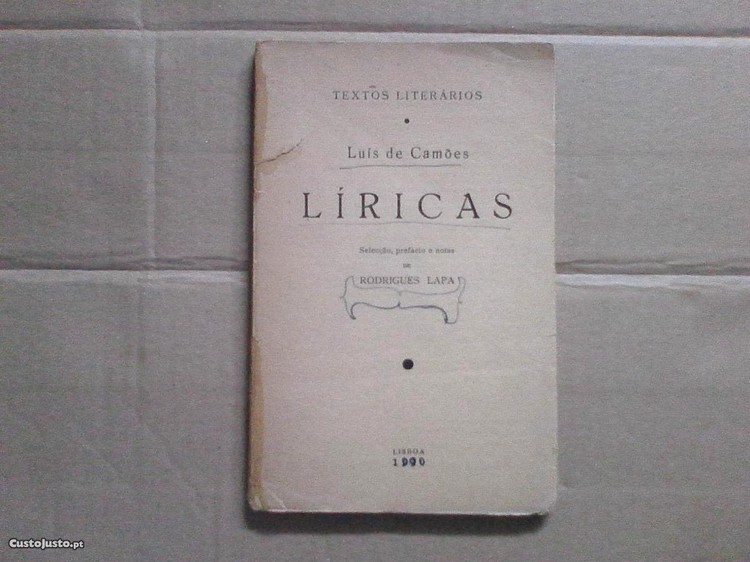 TEXTOS LITERÁRIOS
Luís de Camões
LÍRICAS
Selecção, prefácio e notas
DE
RODRIGUES LAPA
LISBOA
CustoJusto.pt